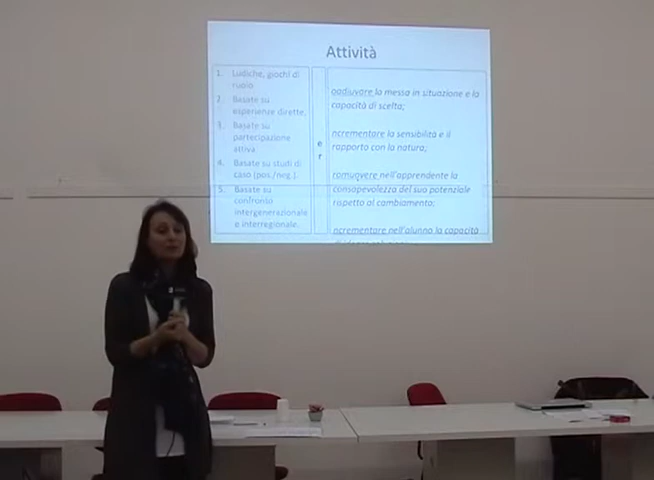 Attività
1. Ludiche, giochi di
ruolo
2. Basate su
esperienze dirette,
3. Basate su
partecipazione
attiva.
4. Basate su studi di
caso (pos./neg.).
5. Basate su
confronto
intergenerazionale
e interregionale.
e
r
oadiuvare la messa in situazione e la
capacità di scelta;
ncrementare la sensibilità e il
rapporto con la natura;
romuovere nell'apprendente la
consapevolezza del suo potenziale
rispetto al cambiamento;
ncrementare nell'alunno la capacità